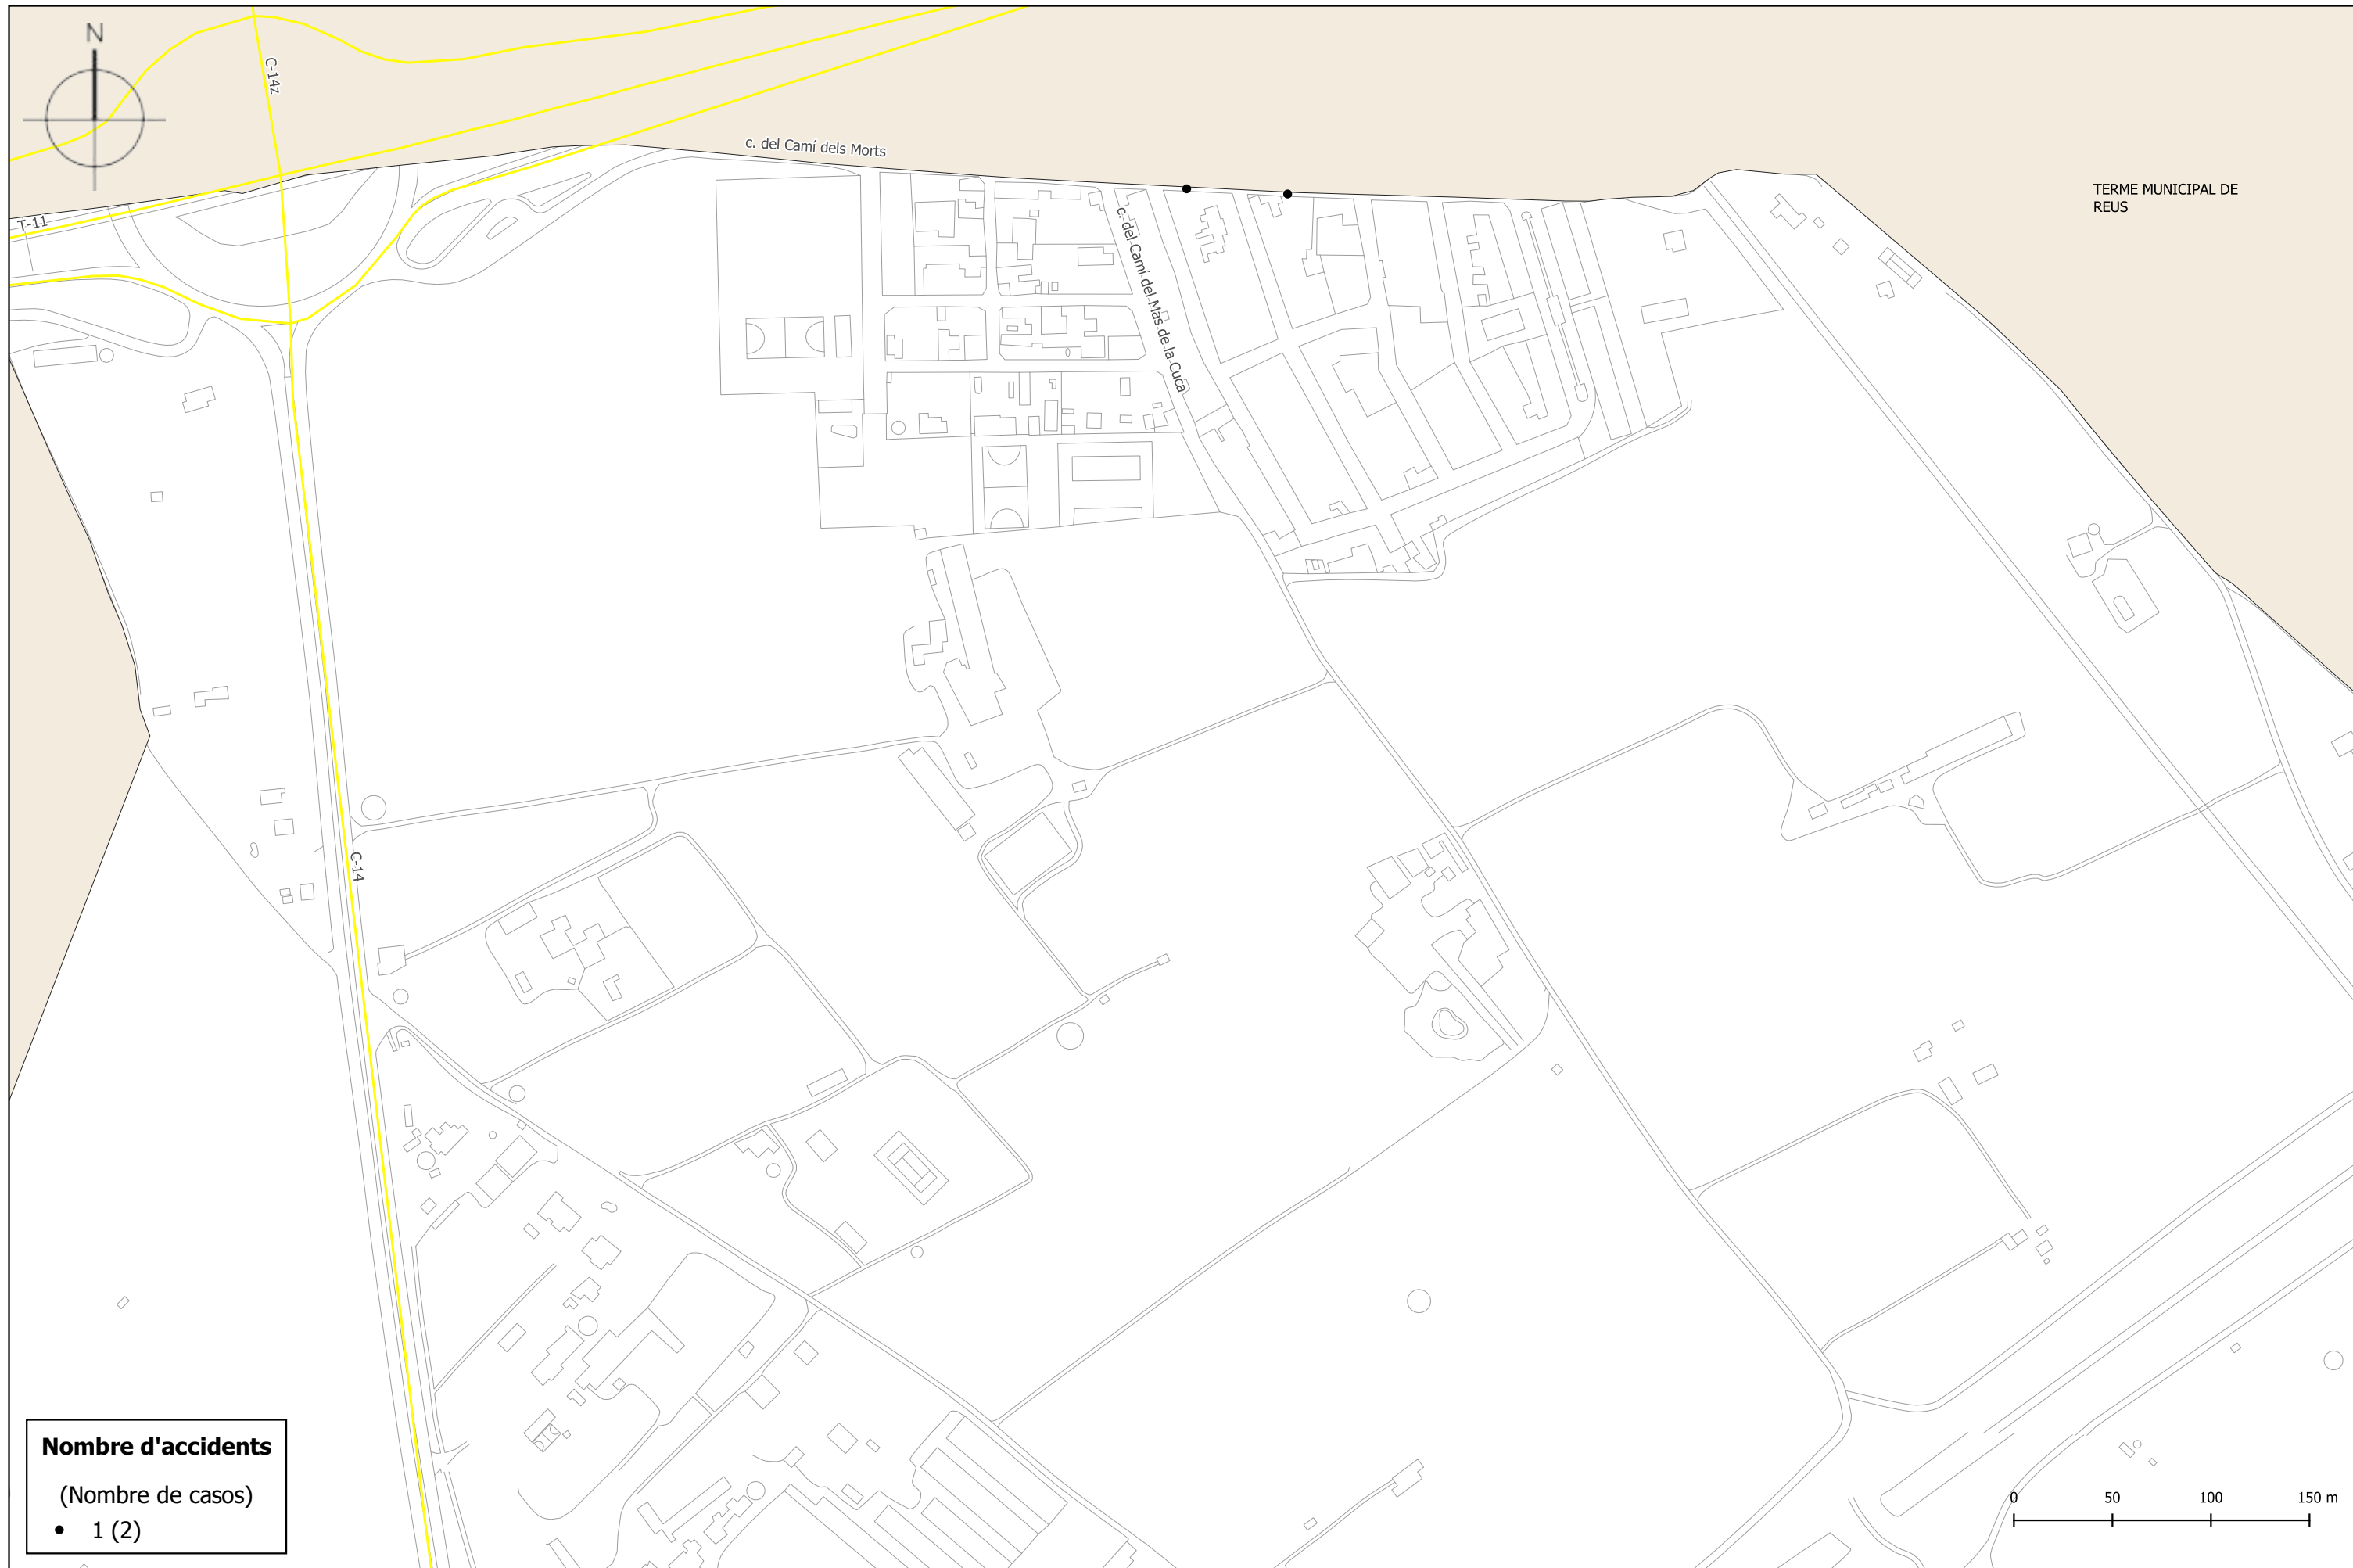 N
C-14z
c. del Camí dels Morts
TERME MUNICIPAL DE
REUS
T-11
c. del Camí del Mas de la Cuca
C-14
Nombre d'accidents
(Nombre de casos)
1 (2)
0 50 100 150 m